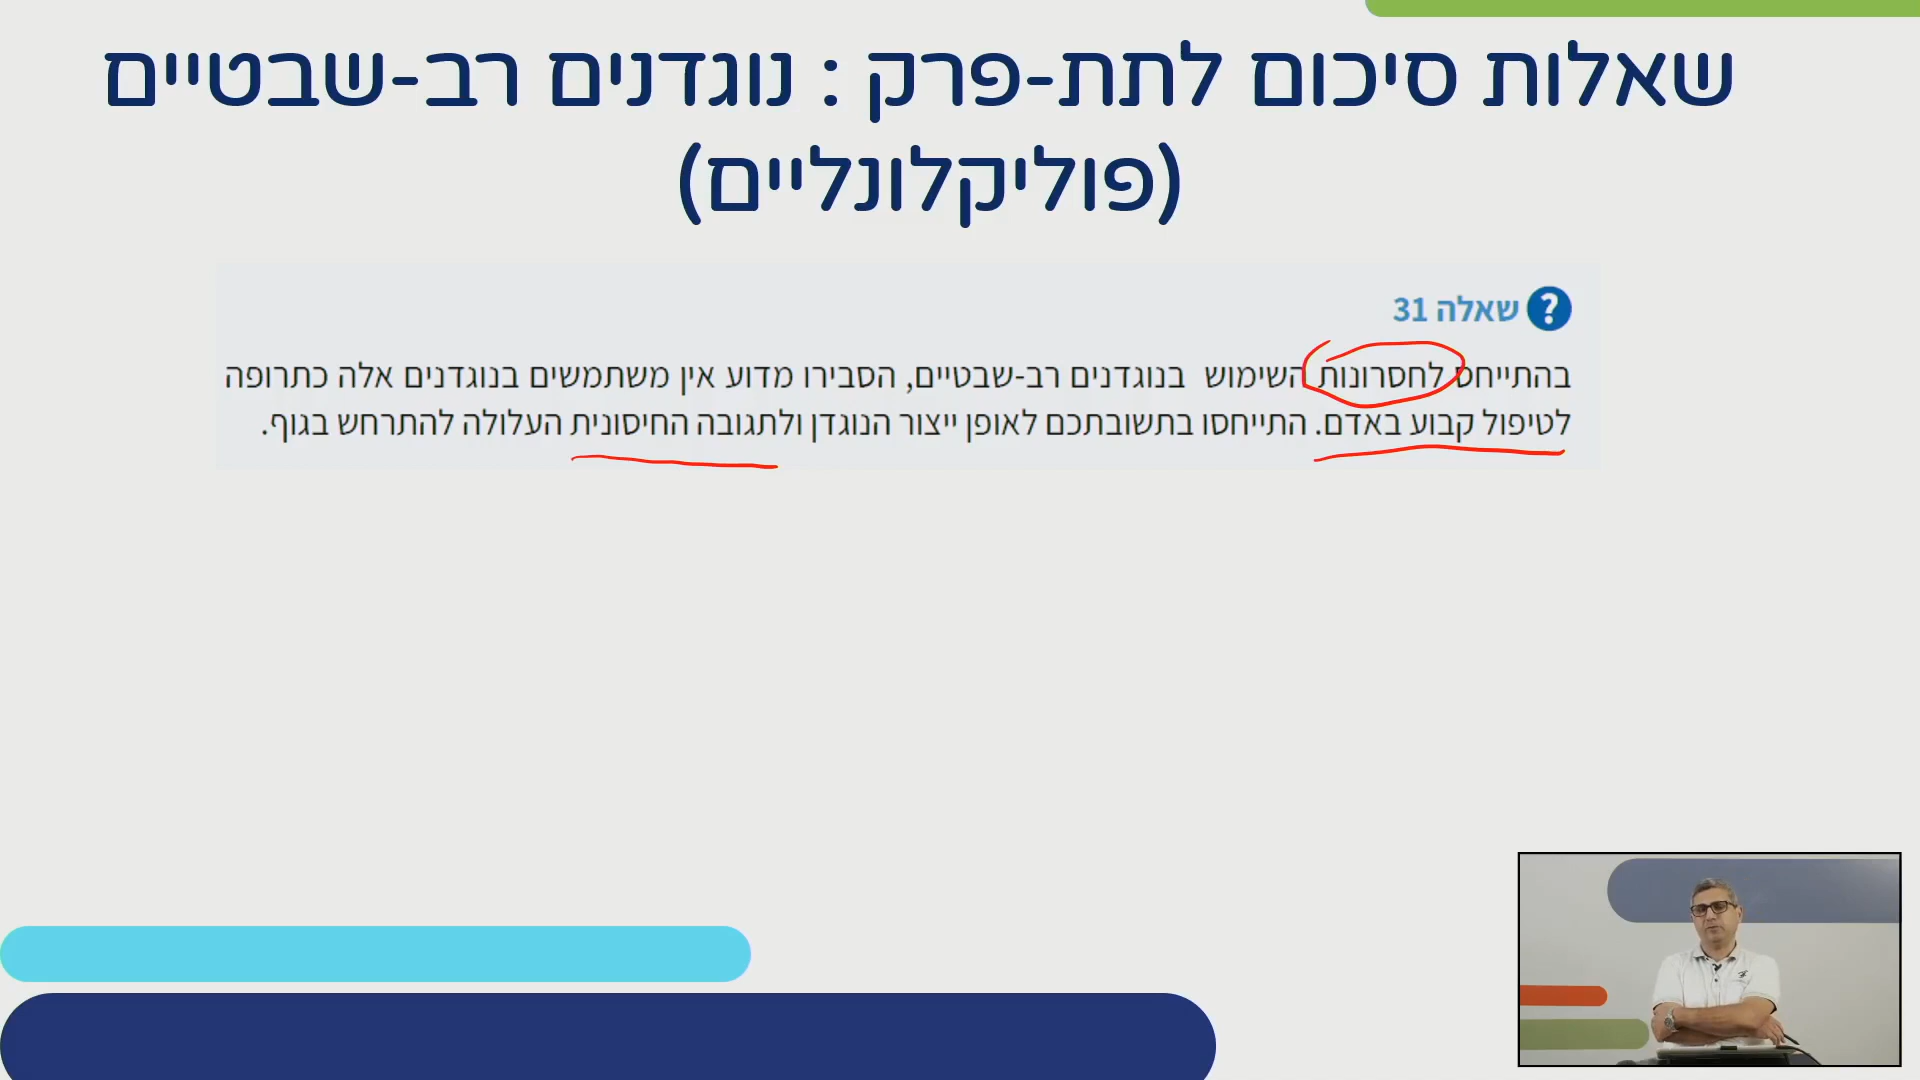 שאלות סיכום לתת-פרק : נוגדנים רב-שבטיים
(פוליקלונליים)
? שאלה 31
בהתייחס לחסרונות השימוש בנוגדנים רב-שבטיים, הסבירו מדוע אין משתמשים בנוגדנים אלה כתרופה
לטיפול קבוע באדם. התייחסו בתשובתכם לאופן ייצור הנוגדן ולתגובה החיסונית העלולה להתרחש בגוף.